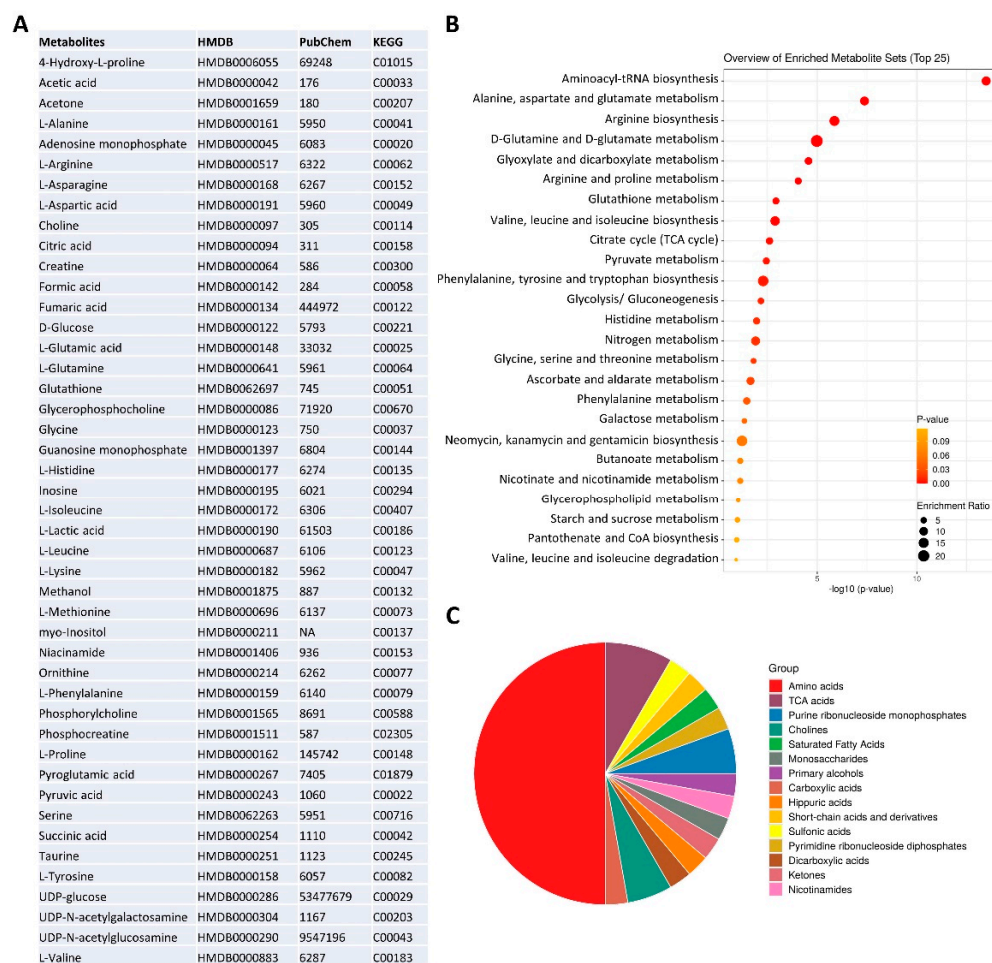 A
Metabolites HMDB PubChem KEGG
4-Hydroxy-L-proline HMDB0006055 69248 C01015
Acetic acid HMDB0000042 176 C00033
Acetone HMDB0001659 180 C00207
L-Alanine HMDB0000161 5950 C00041
Adenosine monophosphate HMDB0000045 6083 C00020
L-Arginine HMDB0000517 6322 C00062
L-Asparagine HMDB0000168 6267 C00152
L-Aspartic acid HMDB0000191 5960 C00049
Choline HMDB0000097 305 C00114
Citric acid HMDB0000094 311 C00158
Creatine HMDB0000064 586 C00300
Formic acid HMDB0000142 284 C00058
Fumaric acid HMDB0000134 444972 C00122
D-Glucose HMDB0000122 5793 C00221
L-Glutamic acid HMDB0000148 33032 C00025
L-Glutamine HMDB0000641 5961 C00064
Glutathione HMDB0062697 745 C00051
Glycerophosphocholine HMDB0000086 71920 C00670
Glycine HMDB0000123 750 C00037
Guanosine monophosphate HMDB0001397 6804 C00144
L-Histidine HMDB0000177 6274 C00135
Inosine HMDB0000195 6021 C00294
L-Isoleucine HMDB0000172 6306 C00407
L-Lactic acid HMDB0000190 61503 C00186
L-Leucine HMDB0000687 6106 C00123
L-Lysine HMDB0000182 5962 C00047
Methanol HMDB0001875 887 C00132
L-Methionine HMDB0000696 6137 C00073
myo-Inositol HMDB0000211 NA C00137
Niacinamide HMDB0001406 936 C00153
Ornithine HMDB0000214 6262 C00077
L-Phenylalanine HMDB0000159 6140 C00079
Phosphorylcholine HMDB0001565 8691 C00588
Phosphocreatine HMDB0001511 587 C02305
L-Proline HMDB0000162 145742 C00148
Pyroglutamic acid HMDB0000267 7405 C01879
Pyruvic acid HMDB0000243 1060 C00022
Serine HMDB0062263 5951 C00716
Succinic acid HMDB0000254 1110 C00042
Taurine HMDB0000251 1123 C00245
L-Tyrosine HMDB0000158 6057 C00082
UDP-glucose HMDB0000286 53477679 C00029
UDP-N-acetylgalactosamine HMDB0000304 1167 C00203
UDP-N-acetylglucosamine HMDB0000290 9547196 C00043
L-Valine HMDB0000883 6287 C00183
B
Overview of Enriched Metabolite Sets (Top 25)
Aminoacyl-tRNA biosynthesis
Alanine, aspartate and glutamate metabolism
Arginine biosynthesis
D-Glutamine and D-glutamate metabolism
Glyoxylate and dicarboxylate metabolism
Arginine and proline metabolism
Glutathione metabolism
Valine, leucine and isoleucine biosynthesis
Citrate cycle (TCA cycle)
Pyruvate metabolism
Phenylalanine, tyrosine and tryptophan biosynthesis
Glycolysis/ Gluconeogenesis
Histidine metabolism
Nitrogen metabolism
Glycine, serine and threonine metabolism
Ascorbate and aldarate metabolism
Phenylalanine metabolism
Galactose metabolism
Neomycin, kanamycin and gentamicin biosynthesis
Butanoate metabolism
Nicotinate and nicotinamide metabolism
Glycerophospholipid metabolism
Starch and sucrose metabolism
Pantothenate and CoA biosynthesis
Valine, leucine and isoleucine degradation
P-value
0.09
0.06
0.03
0.00
Enrichment Ratio
5
10
15
20
5 10
-log10 (p-value)
C
Group
Amino acids
TCA acids
Purine ribonucleoside monophosphates
Cholines
Saturated Fatty Acids
Monosaccharides
Primary alcohols
Carboxylic acids
Hippuric acids
Short-chain acids and derivatives
Sulfonic acids
Pyrimidine ribonucleoside diphosphates
Dicarboxylic acids
Ketones
Nicotinamides